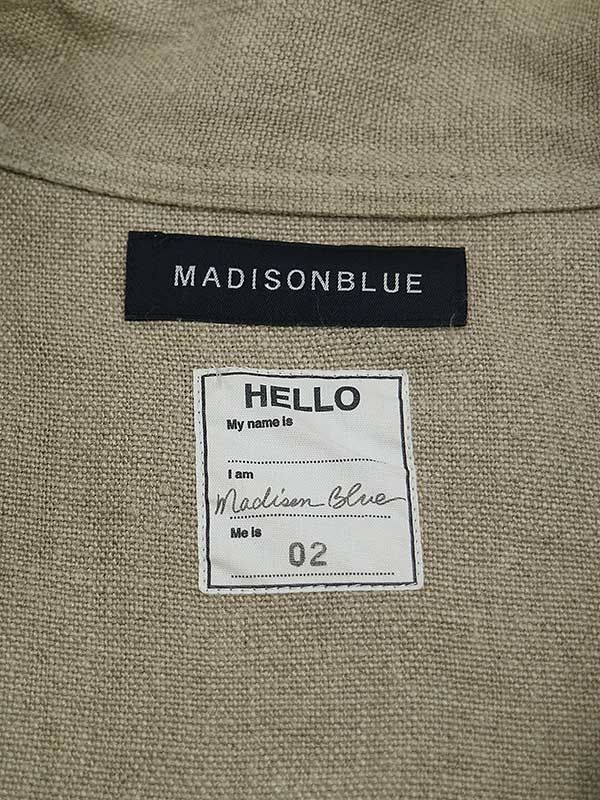 MADISONBLUE
HELLO
My name is
I am
Madison Blue
Me is
02